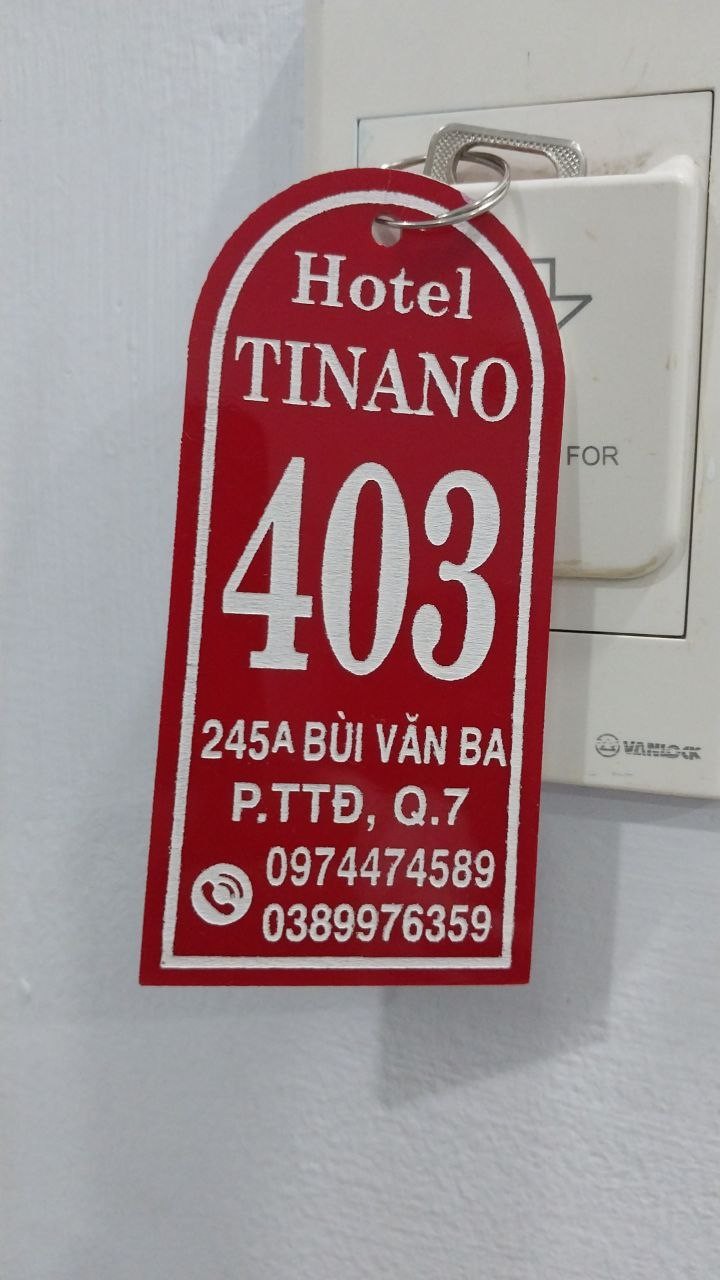 Hotel
TINANO
403
245A BÙI VĂN BA
P.TTĐ, Q.7
0974474589
0389976359
FOR
VANLOCK